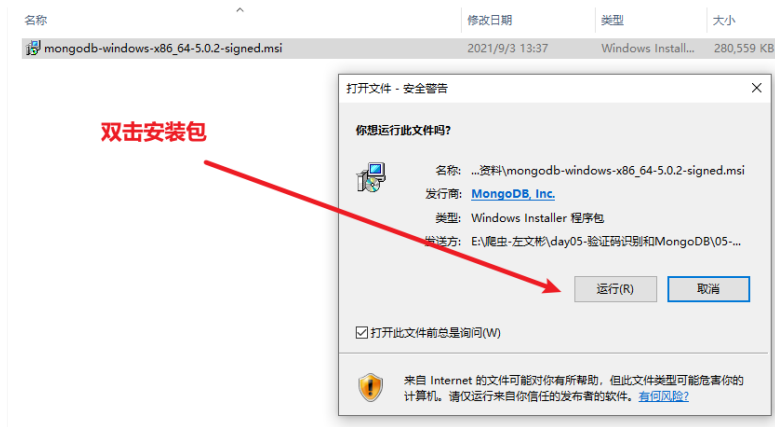 名称 修改日期 类型 大小
mongodb-windows-x86_64-5.0.2-signed.msi 2021/9/3 13:37 Windows Install... 280,559 KB
打开文件 - 安全警告
双击安装包
你想运行此文件吗?
名称: ...资料\mongodb-windows-x86_64-5.0.2-signed.msi
发行商: MongoDB, Inc.
类型: Windows Installer 程序包
发送方: E:\爬虫-左文彬\day05-验证码识别和MongoDB\05-...
运行(R) 取消
打开此文件前总是询问(W)
来自 Internet 的文件可能对你有所帮助，但此文件类型可能危害你的
计算机。请仅运行来自你信任的发布者的软件。有何风险?